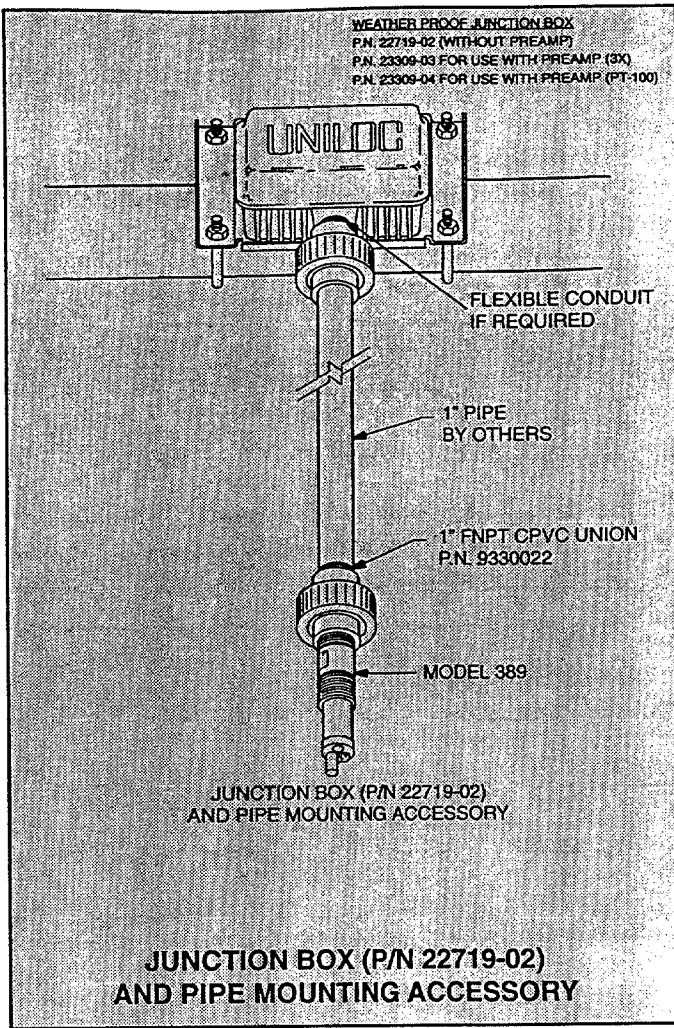 WEATHER PROOF JUNCTION BOX
P.N. 22719-02 (WITHOUT PREAMP)
P.N. 23309-03 FOR USE WITH PREAMP (3X)
P.N. 23309-04 FOR USE WITH PREAMP (PT-100)
UNILOC
FLEXIBLE CONDUIT
IF REQUIRED
1" PIPE
BY OTHERS
1" FNPT CPVC UNION
P.N. 9330022
MODEL 389
JUNCTION BOX (P/N 22719-02)
AND PIPE MOUNTING ACCESSORY
JUNCTION BOX (P/N 22719-02)
AND PIPE MOUNTING ACCESSORY